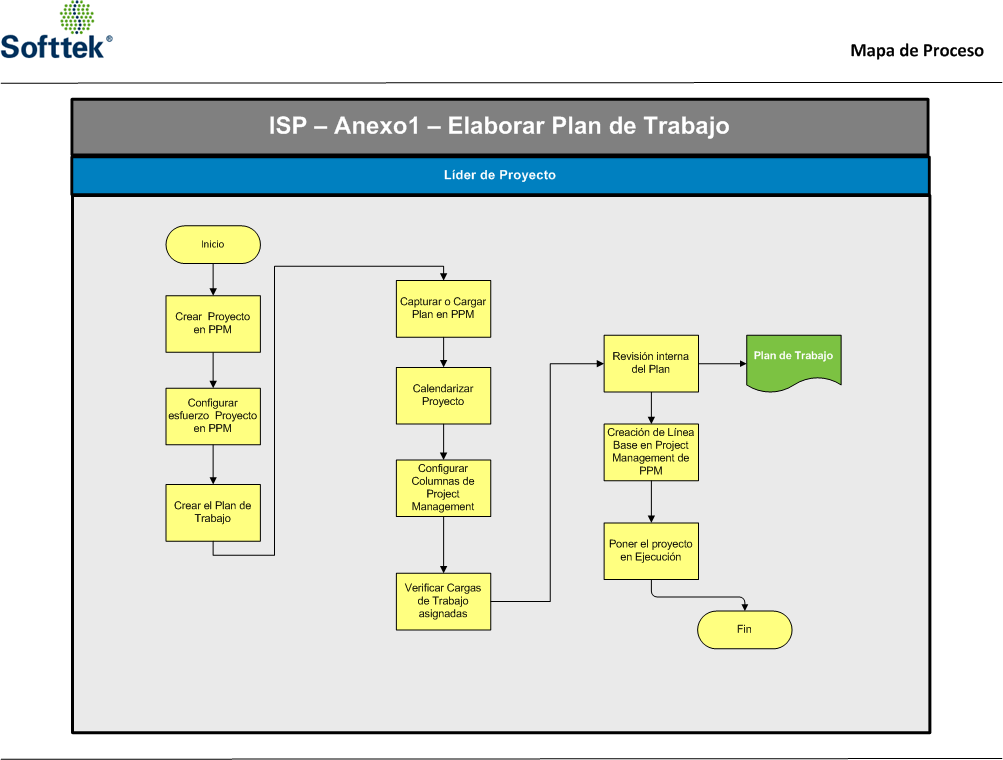 Softtek®
Mapa de Proceso
ISP – Anexo1 – Elaborar Plan de Trabajo
Líder de Proyecto
Inicio
Crear Proyecto
en PPM
Configurar
esfuerzo Proyecto
en PPM
Crear el Plan de
Trabajo
Capturar o Cargar
Plan en PPM
Calendarizar
Proyecto
Configurar
Columnas de
Project
Management
Verificar Cargas
de Trabajo
asignadas
Revisión interna
del Plan
Plan de Trabajo
Creación de Línea
Base en Project
Management de
PPM
Poner el proyecto
en Ejecución
Fin